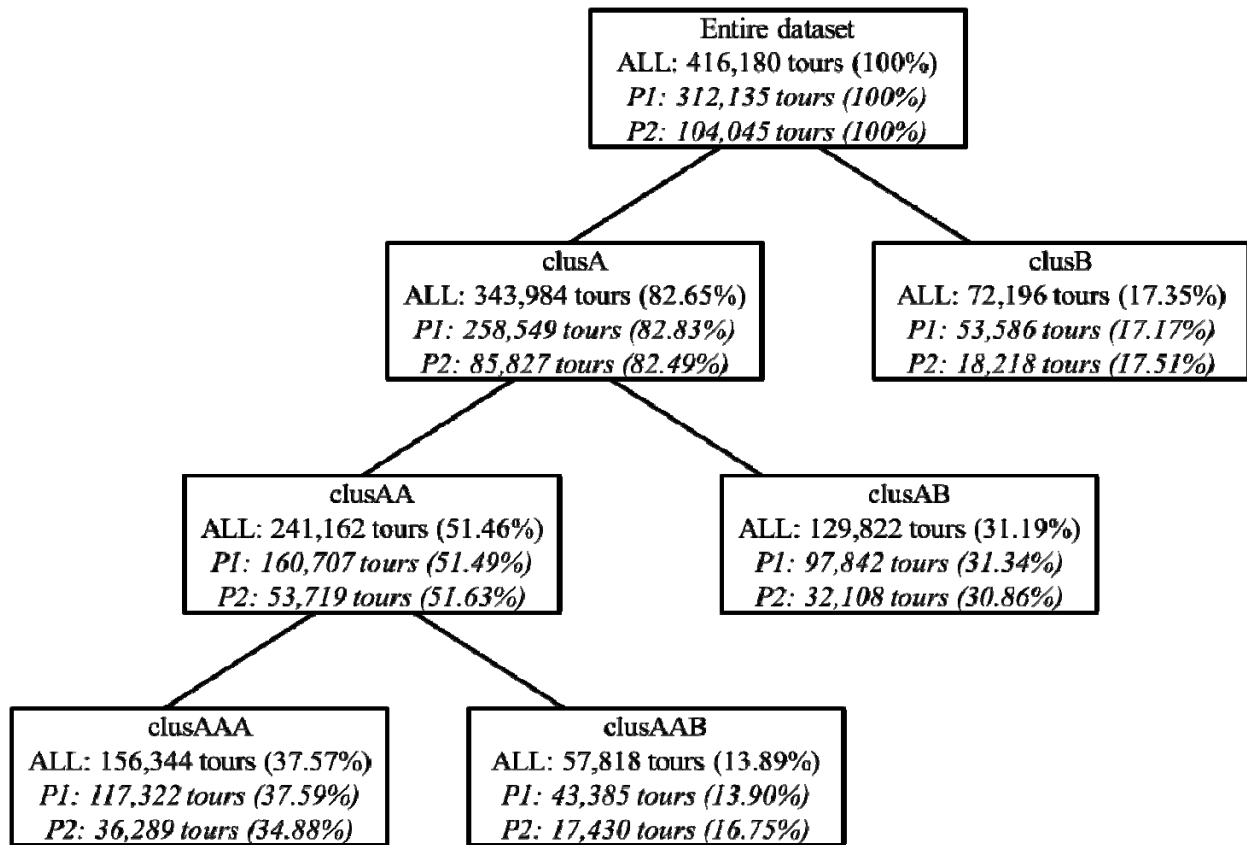 Entire dataset
ALL: 416,180 tours (100%)
P1: 312,135 tours (100%)
P2: 104,045 tours (100%)
clusA
ALL: 343,984 tours (82.65%)
P1: 258,549 tours (82.83%)
P2: 85,827 tours (82.49%)
clusB
ALL: 72,196 tours (17.35%)
P1: 53,586 tours (17.17%)
P2: 18,218 tours (17.51%)
clusAA
ALL: 241,162 tours (51.46%)
P1: 160,707 tours (51.49%)
P2: 53,719 tours (51.63%)
clusAB
ALL: 129,822 tours (31.19%)
P1: 97,842 tours (31.34%)
P2: 32,108 tours (30.86%)
clusAAA
ALL: 156,344 tours (37.57%)
P1: 117,322 tours (37.59%)
P2: 36,289 tours (34.88%)
clusAAB
ALL: 57,818 tours (13.89%)
P1: 43,385 tours (13.90%)
P2: 17,430 tours (16.75%)